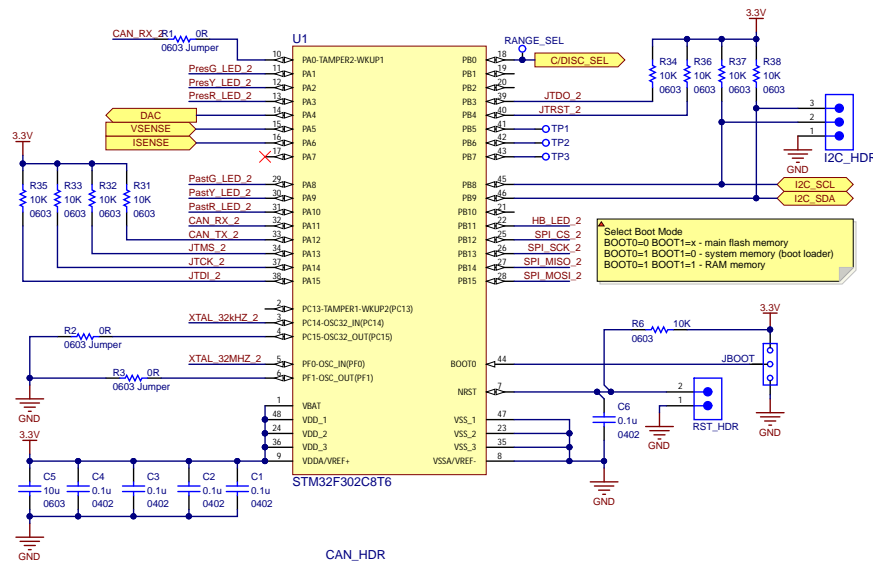 U1
CAN_RX_2 R1 0R
0603 Jumper
10 PA0-TAMPER2-WKUP1
PresG_LED_2 11 PA1
PresY_LED_2 12 PA2
PresR_LED_2 13 PA3
DAC 14 PA4
VSENSE 15 PA5
ISENSE 16 PA6
17 PA7
3.3V
R35 R33 R32 R31
10K 10K 10K 10K
0603 0603 0603 0603
PastG_LED_2 29 PA8
PastY_LED_2 30 PA9
PastR_LED_2 31 PA10
CAN_RX_2 32 PA11
CAN_TX_2 33 PA12
JTMS_2 34 PA13
JTCK_2 37 PA14
JTDI_2 38 PA15
2 PC13-TAMPER1-WKUP2(PC13)
XTAL_32kHZ_2 3 PC14-OSC32_IN(PC14)
4 PC15-OSC32_OUT(PC15)
R2 0R
0603 Jumper
XTAL_32MHZ_2 5 PF0-OSC_IN(PF0)
6 PF1-OSC_OUT(PF1)
R3 0R
0603 Jumper
GND
1 VBAT
48 VDD_1
24 VDD_2
36 VDD_3
9 VDDA/VREF+
3.3V
C5 C4 C3 C2 C1
10u 0.1u 0.1u 0.1u 0.1u
0603 0402 0402 0402 0402
GND
STM32F302C8T6
CAN_HDR
PB0 18
RANGE_SEL
C/DISC_SEL
PB1 19
PB2 20
PB3 39 JTDO_2
PB4 40 JTRST_2
PB5 41 TP1
PB6 42 TP2
PB7 43 TP3
3.3V
R34 R36 R37 R38
10K 10K 10K 10K
0603 0603 0603 0603
3
2
1
I2C_HDR
GND
PB8 45 I2C_SCL
PB9 46 I2C_SDA
PB10 21
PB11 22 HB_LED_2
PB12 25 SPI_CS_2
PB13 26 SPI_SCK_2
PB14 27 SPI_MISO_2
PB15 28 SPI_MOSI_2
Select Boot Mode
BOOT0=0 BOOT1=x - main flash memory
BOOT0=1 BOOT1=0 - system memory (boot loader)
BOOT0=1 BOOT1=1 - RAM memory
3.3V
R6 10K
0603
BOOT0 44 JBOOT
NRST 7
2
1
RST_HDR
GND
GND
C6
0.1u
0402
VSS_1 47
VSS_2 23
VSS_3 35
VSSA/VREF- 8
GND